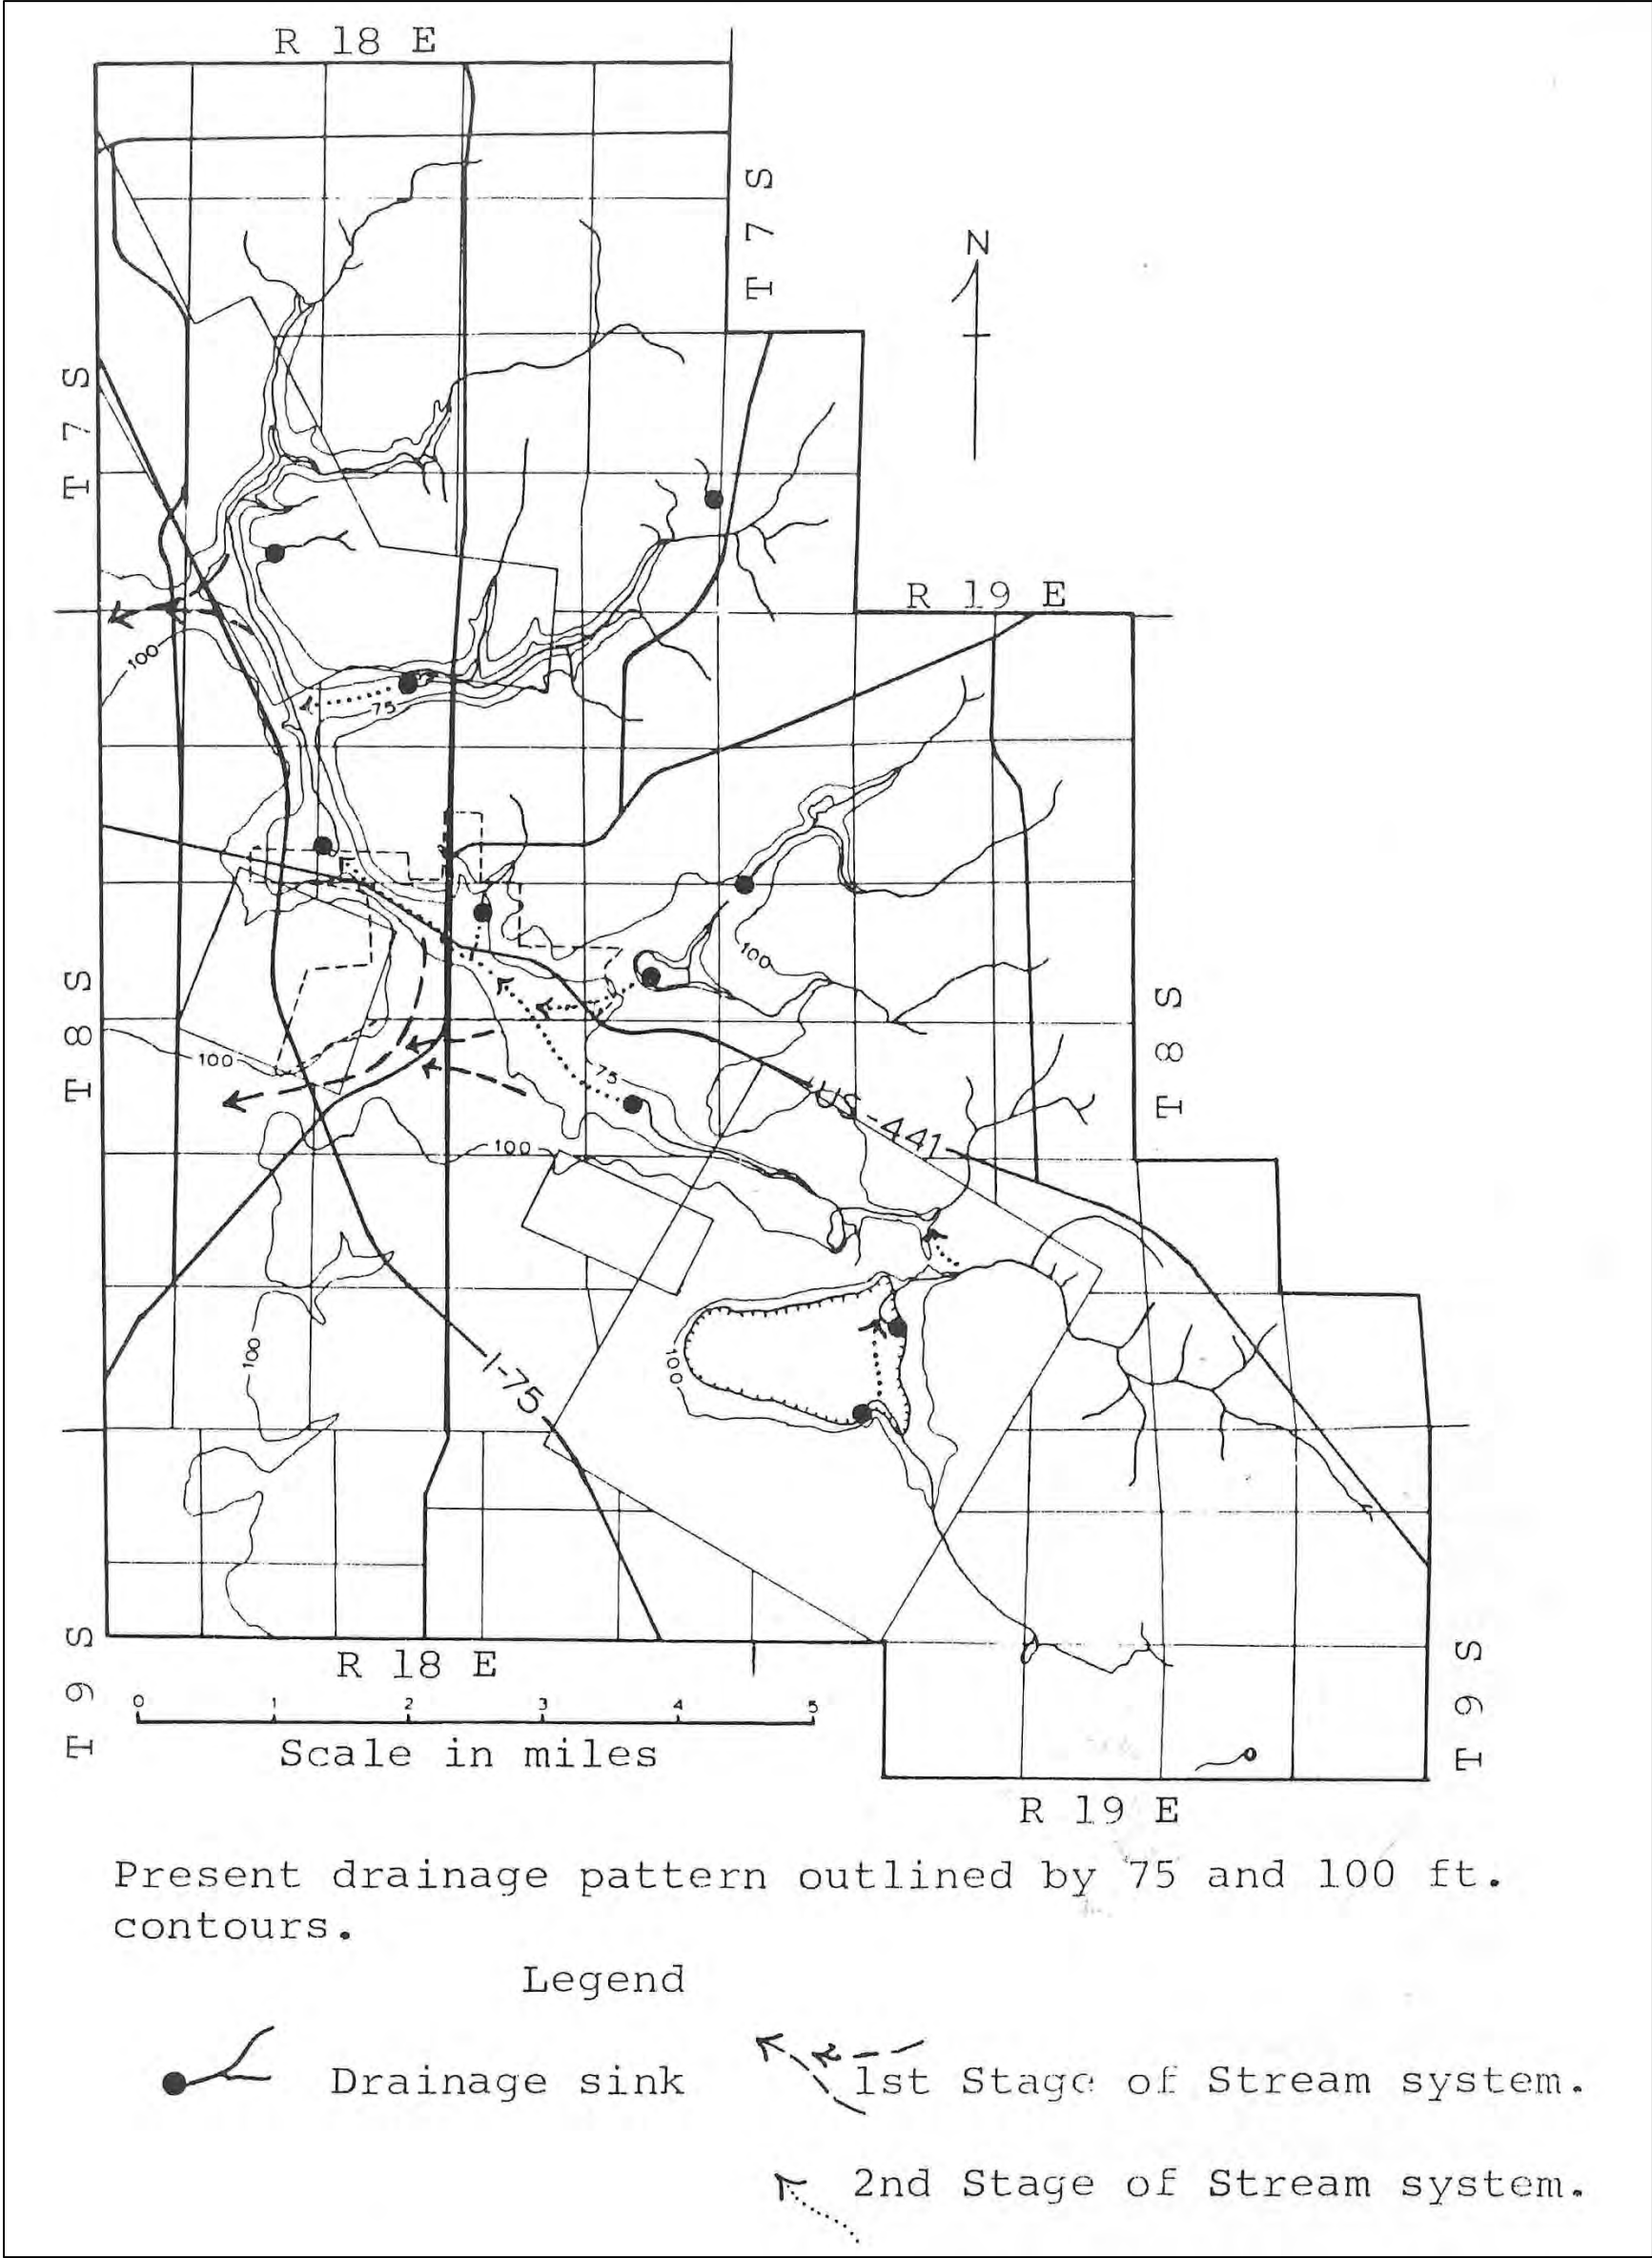 R 18 E
T 7 S
N
T 7 S
R 19 E
100
75
100
T 8 S
T 8 S
100
75
US-441
100
100
100
I-75
R 18 E
T 9 S
T 9 S
0 1 2 3 4 5
Scale in miles
R 19 E
Present drainage pattern outlined by 75 and 100 ft.
contours.
Legend
Drainage sink
1st Stage of Stream system.
2nd Stage of Stream system.